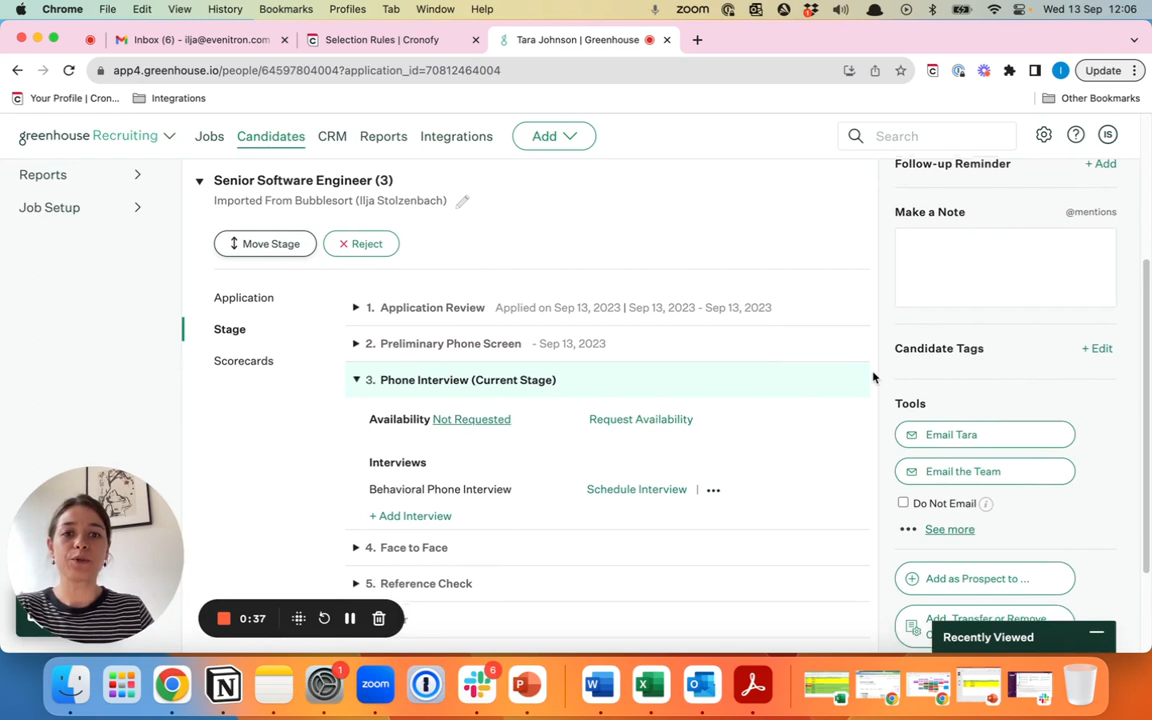 Chrome File Edit View History Bookmarks Profiles Tab Window Help zoom Wed 13 Sep 12:06
Inbox (6) - ilja@evenitron.com Selection Rules | Cronofy Tara Johnson | Greenhouse
app4.greenhouse.io/people/64597804004?application_id=70812464004 Update
Your Profile | Cron... Integrations Other Bookmarks
greenhouse Recruiting Jobs Candidates CRM Reports Integrations Add Search IS
Reports
Job Setup
Senior Software Engineer (3)
Imported From Bubblesort (Ilja Stolzenbach)
Move Stage Reject
Application
Stage
Scorecards
1. Application Review Applied on Sep 13, 2023 | Sep 13, 2023 - Sep 13, 2023
2. Preliminary Phone Screen - Sep 13, 2023
3. Phone Interview (Current Stage)
Availability Not Requested Request Availability
Interviews
Behavioral Phone Interview Schedule Interview | •••
+ Add Interview
4. Face to Face
5. Reference Check
0:37
Follow-up Reminder + Add
Make a Note @mentions
Candidate Tags + Edit
Tools
Email Tara
Email the Team
Do Not Email i
••• See more
Add as Prospect to ...
Add, Transfer or Remove
Recently Viewed
zoom
1
6